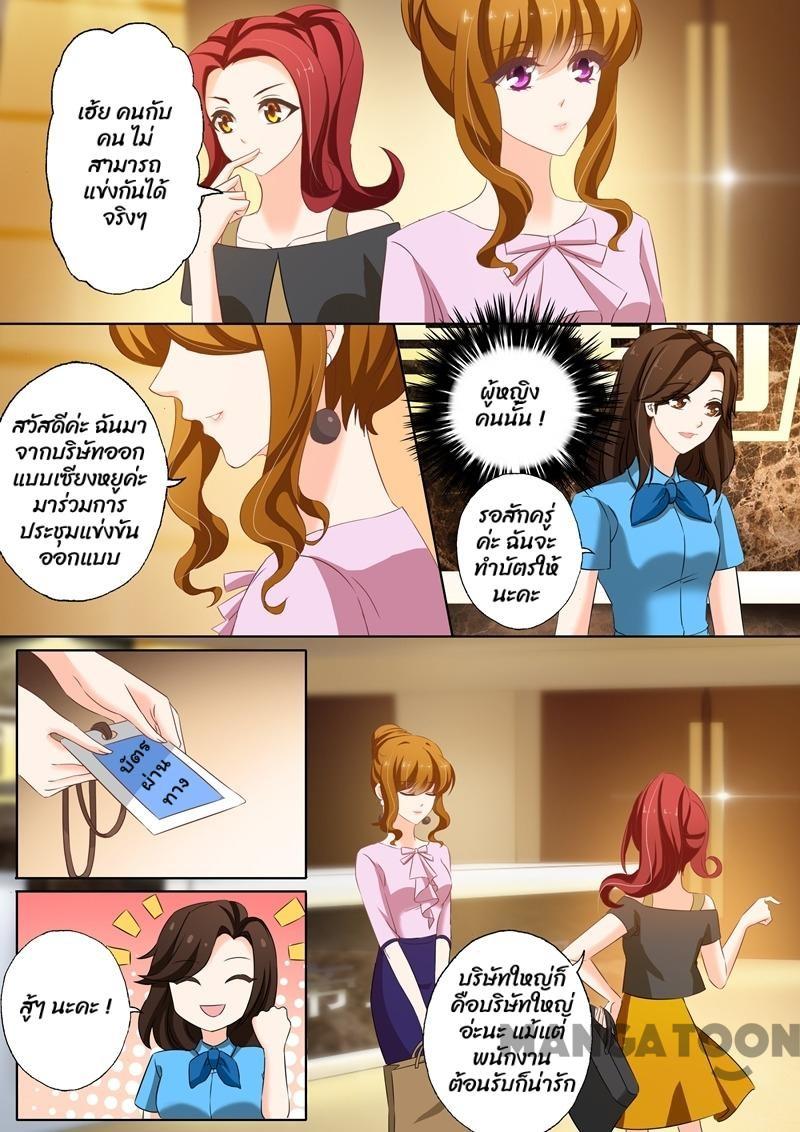 เฮ้ย คนกับ
คน ไม่
สามารถ
แข่งกันได้
จริงๆ
สวัสดีค่ะ ฉันมา
จากบริษัทออก
แบบเซียงหยูค่ะ
มาร่วมการ
ประชุมแข่งขัน
ออกแบบ
ผู้หญิง
คนนั้น !
รอสักครู่
ค่ะ ฉันจะ
ทำบัตรให้
นะคะ
บัตร
ผ่าน
ทาง
สู้ๆ นะคะ !
บริษัทใหญ่ก็
คือบริษัทใหญ่
อ่ะนะ แม้แต่
พนักงาน
ต้อนรับก็น่ารัก
MANGATOON